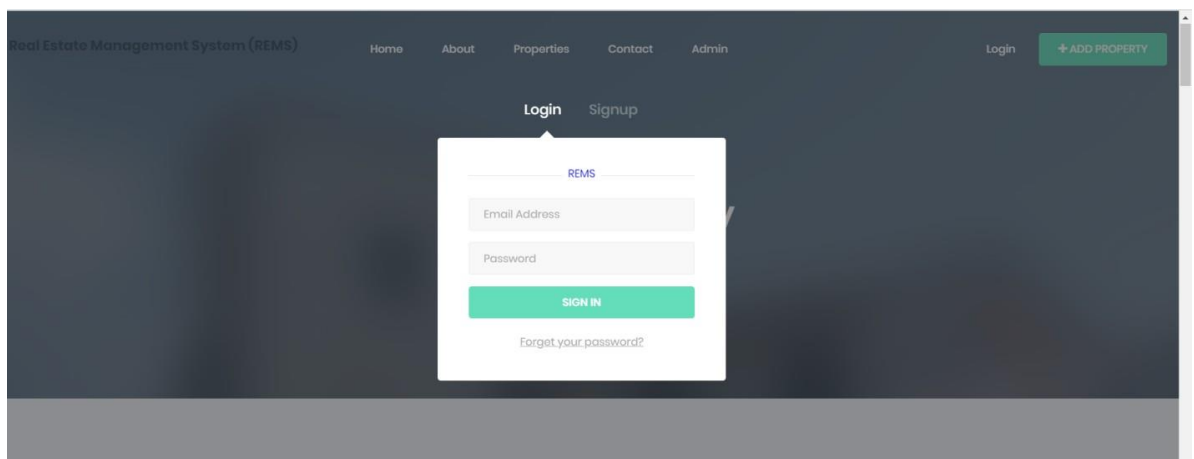 Real Estate Management System (REMS) Home About Properties Contact Admin Login + ADD PROPERTY
Login Signup
REMS
Email Address
Password
SIGN IN
Forget your password?